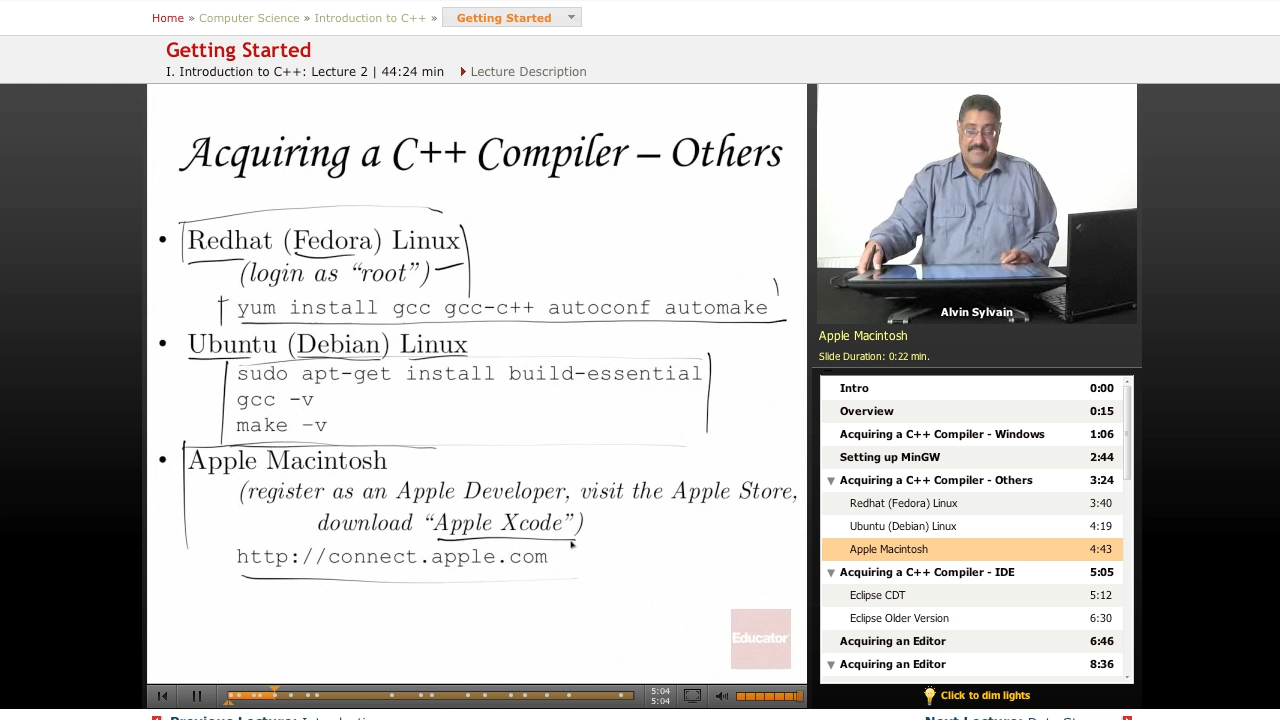 Home » Computer Science » Introduction to C++ » Getting Started
Getting Started
I. Introduction to C++: Lecture 2 | 44:24 min Lecture Description
Acquiring a C++ Compiler – Others
• Redhat (Fedora) Linux
(login as “root”)
yum install gcc gcc-c++ autoconf automake
• Ubuntu (Debian) Linux
sudo apt-get install build-essential
gcc -v
make –v
• Apple Macintosh
(register as an Apple Developer, visit the Apple Store,
download “Apple Xcode”)
http://connect.apple.com
Educator
5:04
5:04
Alvin Sylvain
Apple Macintosh
Slide Duration: 0:22 min.
Intro 0:00
Overview 0:15
Acquiring a C++ Compiler - Windows 1:06
Setting up MinGW 2:44
Acquiring a C++ Compiler - Others 3:24
Redhat (Fedora) Linux 3:40
Ubuntu (Debian) Linux 4:19
Apple Macintosh 4:43
Acquiring a C++ Compiler - IDE 5:05
Eclipse CDT 5:12
Eclipse Older Version 6:30
Acquiring an Editor 6:46
Acquiring an Editor 8:36
Click to dim lights
Previous Lecture:
Next Lecture: